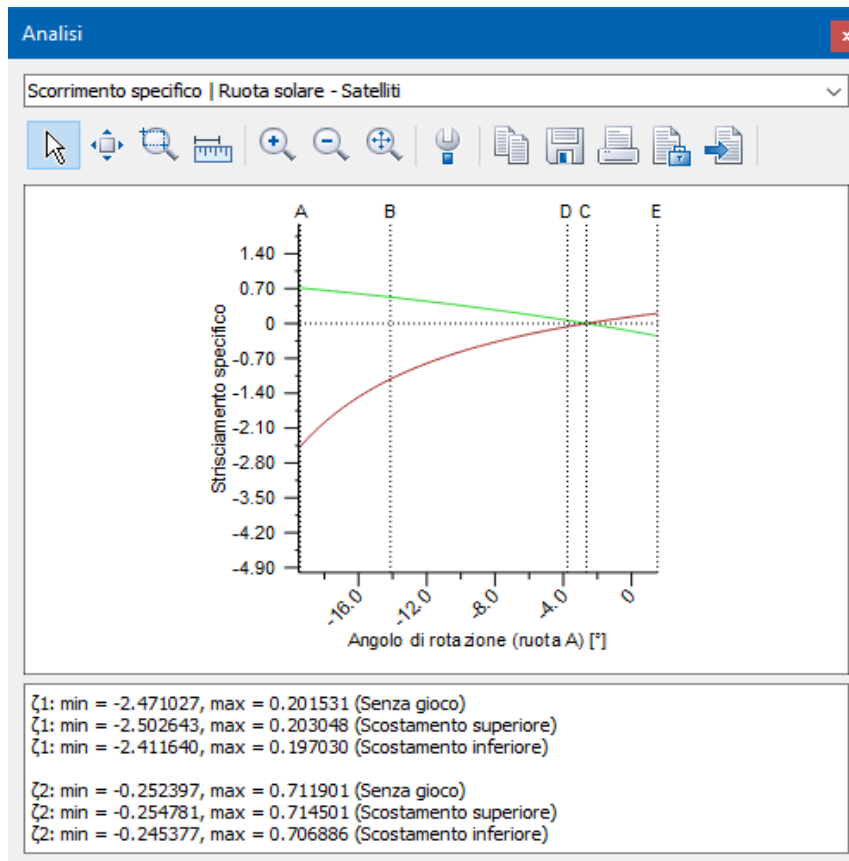 Analisi
Scorrimento specifico | Ruota solare - Satelliti
A B D C E
1.40
0.70
0
-0.70
-1.40
-2.10
-2.80
-3.50
-4.20
-4.90
Strisciamento specifico
-16.0 -12.0 -8.0 -4.0 0
Angolo di rotazione (ruota A) [°]
ζ1: min = -2.471027, max = 0.201531 (Senza gioco)
ζ1: min = -2.502643, max = 0.203048 (Scostamento superiore)
ζ1: min = -2.411640, max = 0.197030 (Scostamento inferiore)
ζ2: min = -0.252397, max = 0.711901 (Senza gioco)
ζ2: min = -0.254781, max = 0.714501 (Scostamento superiore)
ζ2: min = -0.245377, max = 0.706886 (Scostamento inferiore)